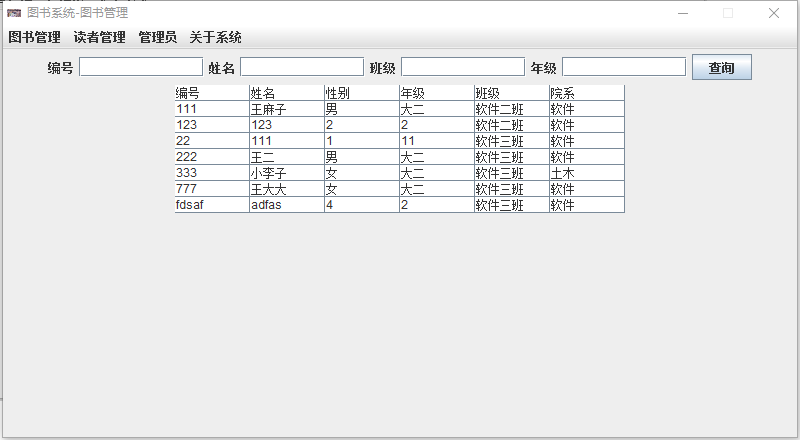 图书系统-图书管理
图书管理 读者管理 管理员 关于系统
编号 姓名 班级 年级 查询
编号 姓名 性别 年级 班级 院系
111 王麻子 男 大二 软件二班 软件
123 123 2 2 软件二班 软件
22 111 1 11 软件三班 软件
222 王二 男 大二 软件三班 软件
333 小李子 女 大二 软件三班 土木
777 王大大 女 大二 软件三班 软件
fdsaf adfas 4 2 软件三班 软件